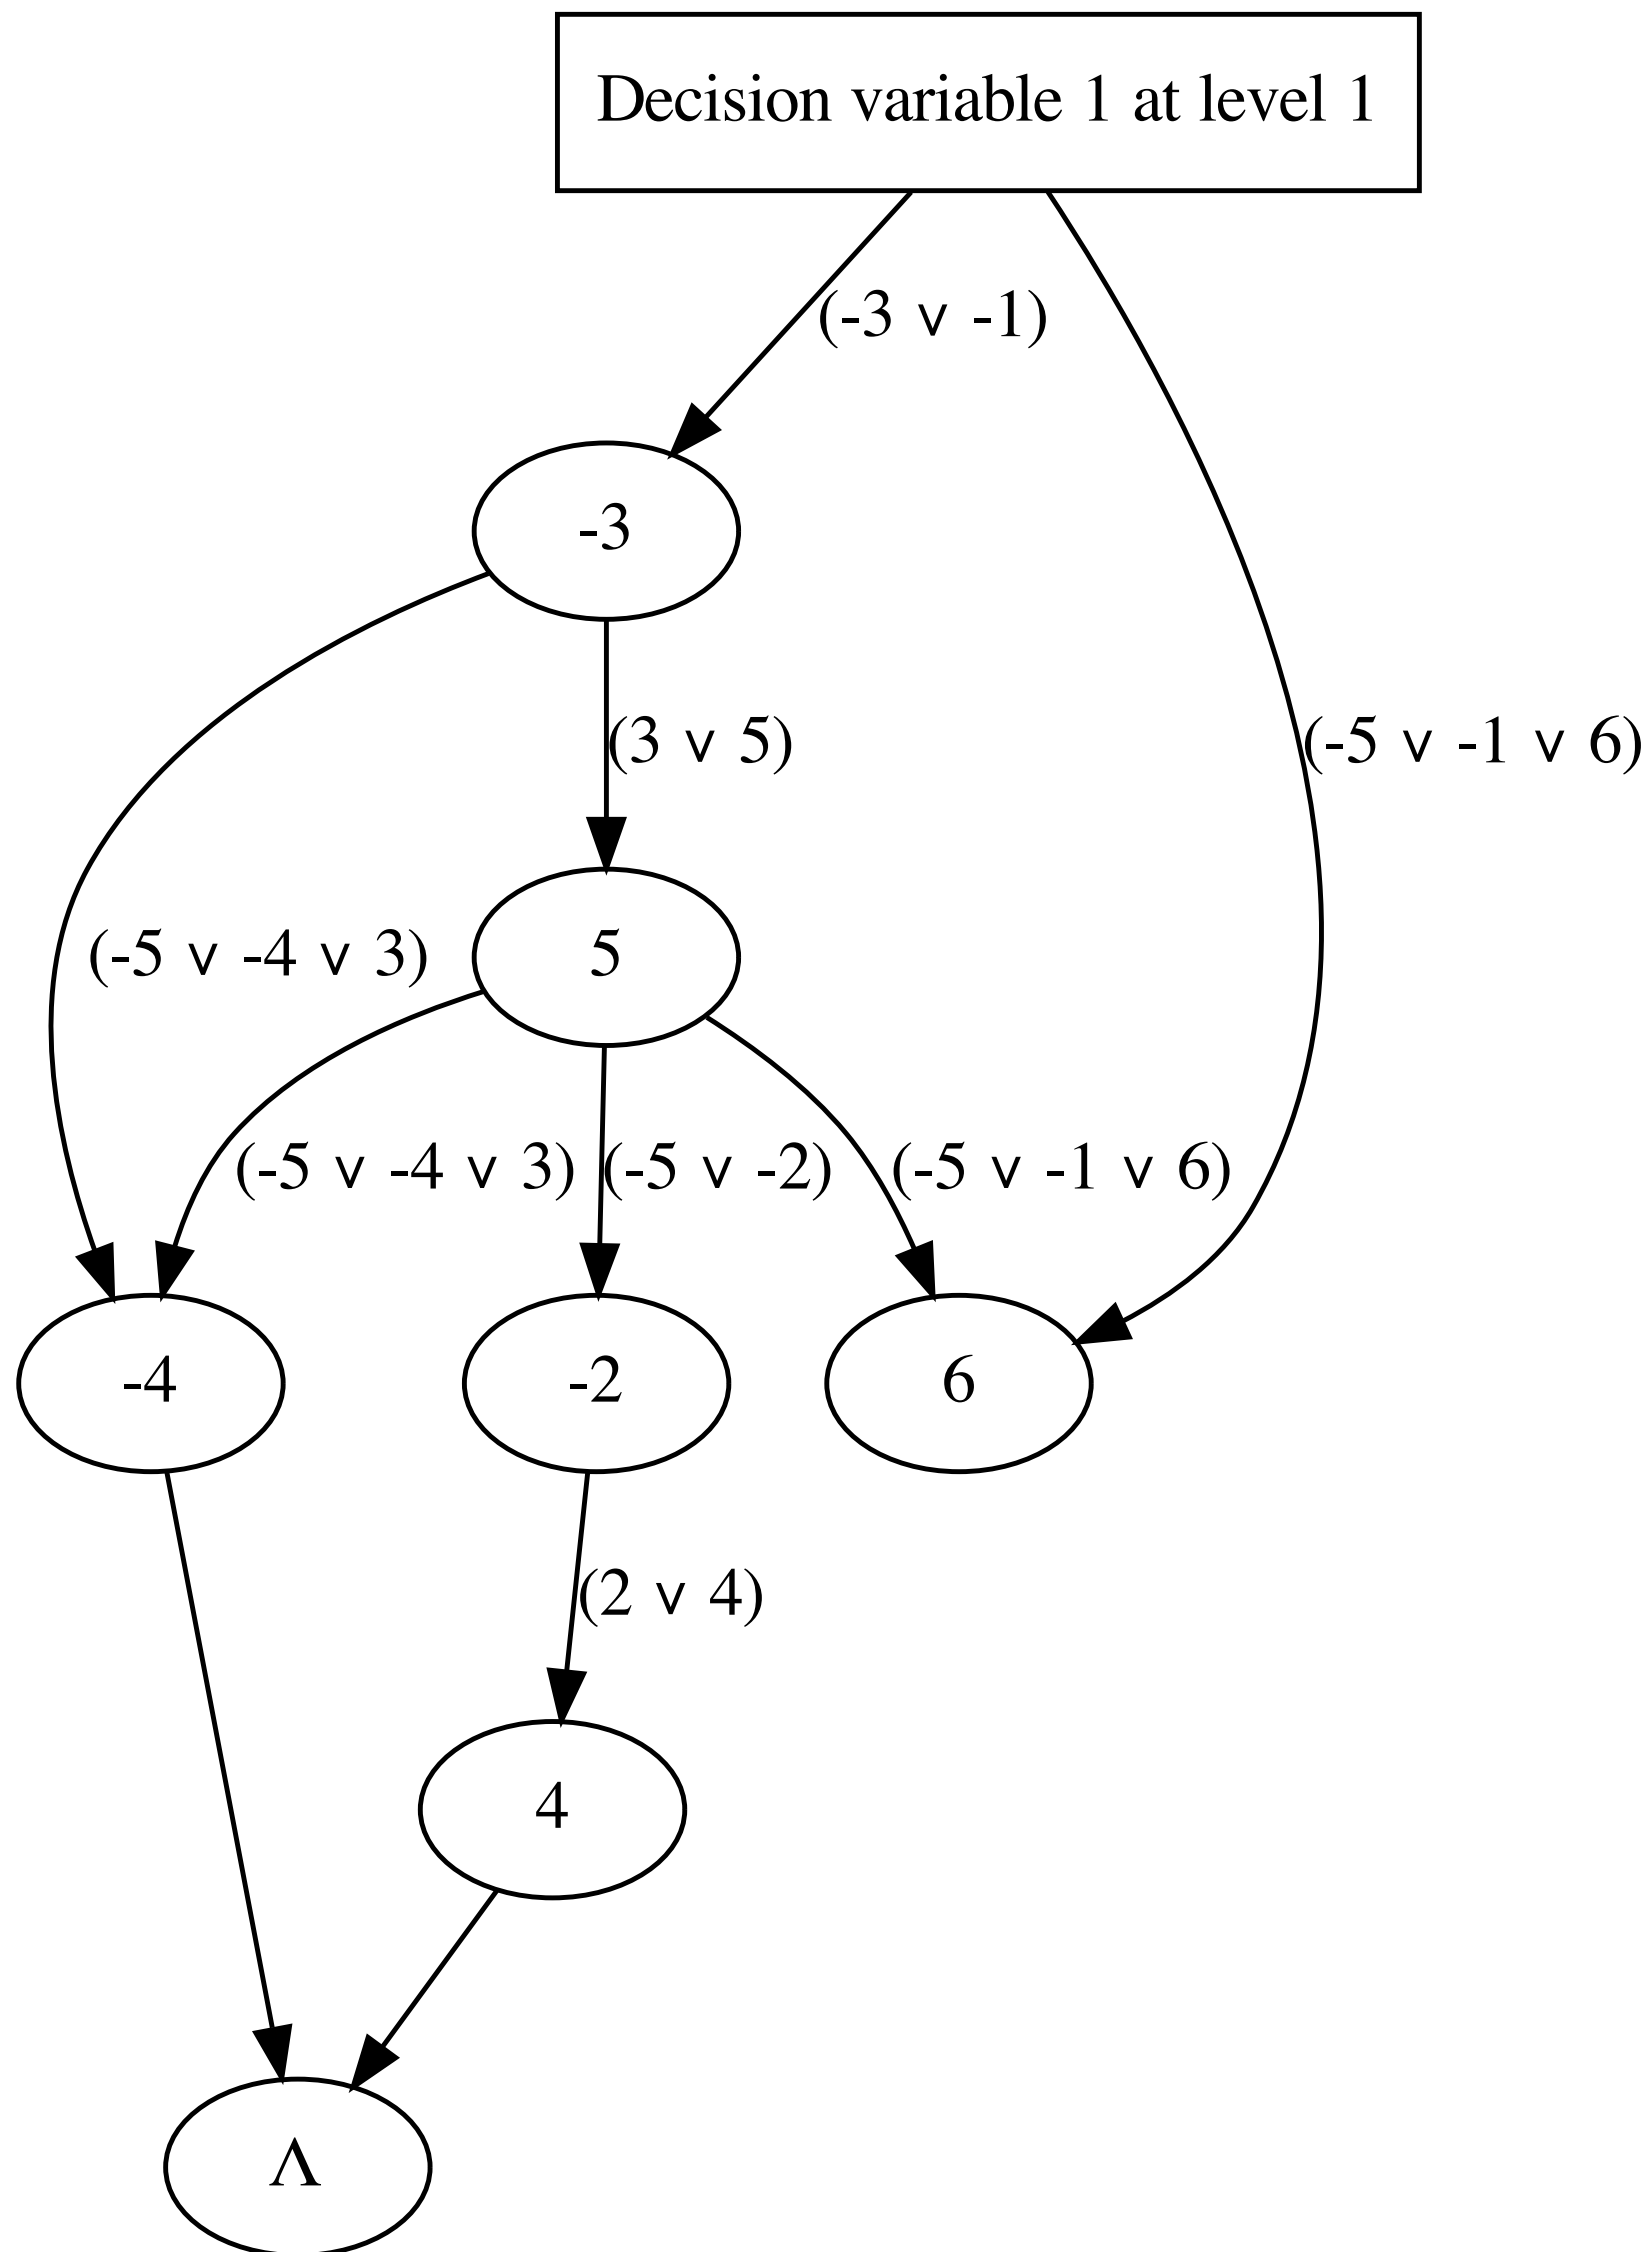 Decision variable 1 at level 1
(-3 ∨ -1)
-3
(3 ∨ 5)
(-5 ∨ -1 ∨ 6)
(-5 ∨ -4 ∨ 3)
5
(-5 ∨ -4 ∨ 3)
(-5 ∨ -2)
(-5 ∨ -1 ∨ 6)
-4
-2
6
(2 ∨ 4)
4
Λ